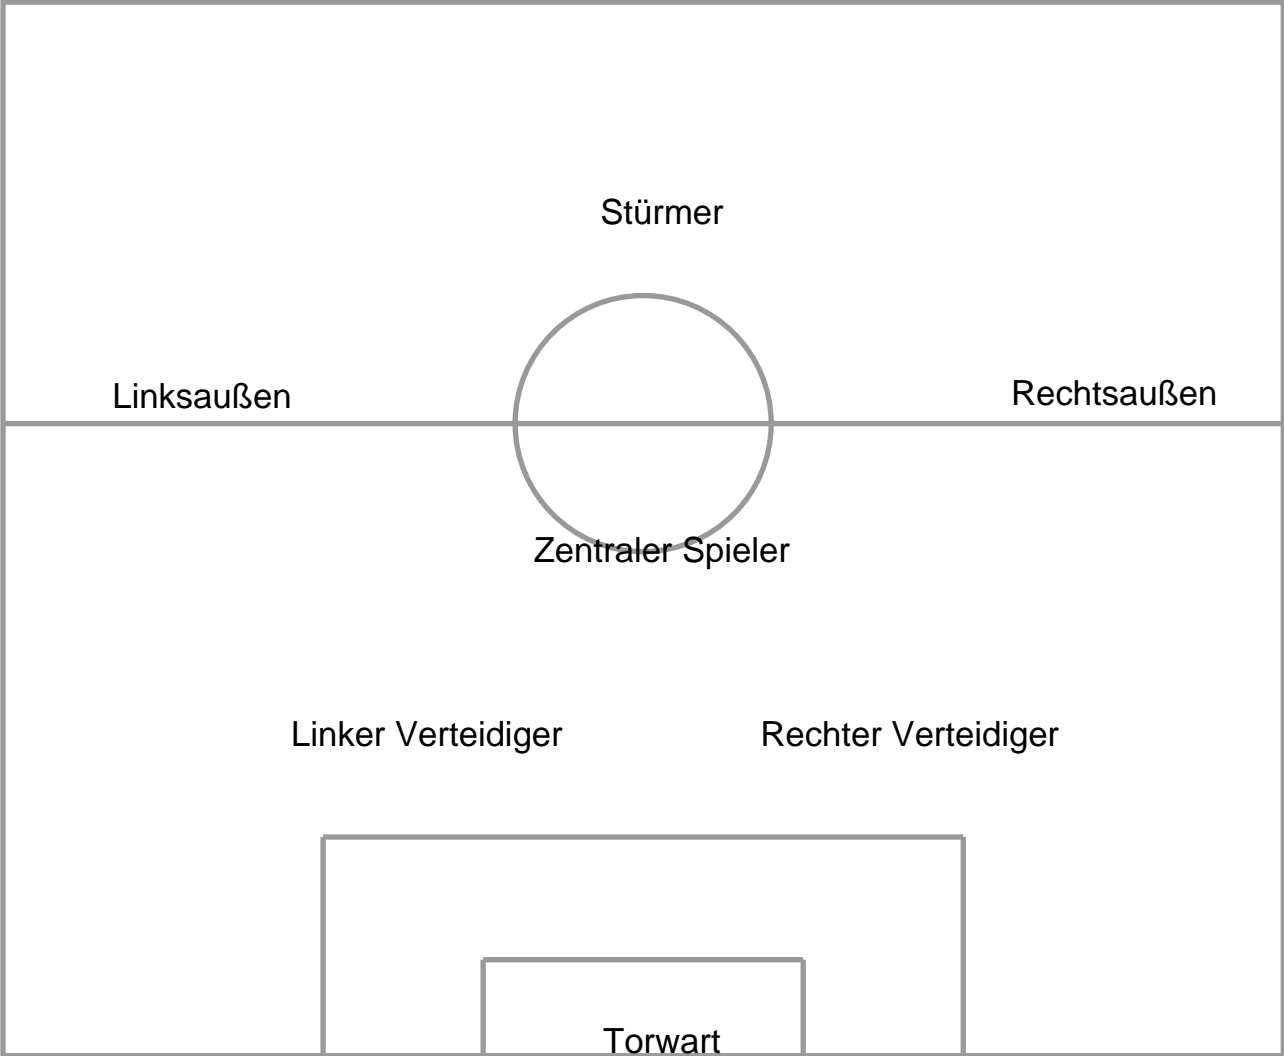 Stürmer
Linksaußen
Rechtsaußen
Zentraler Spieler
Linker Verteidiger
Rechter Verteidiger
Torwart